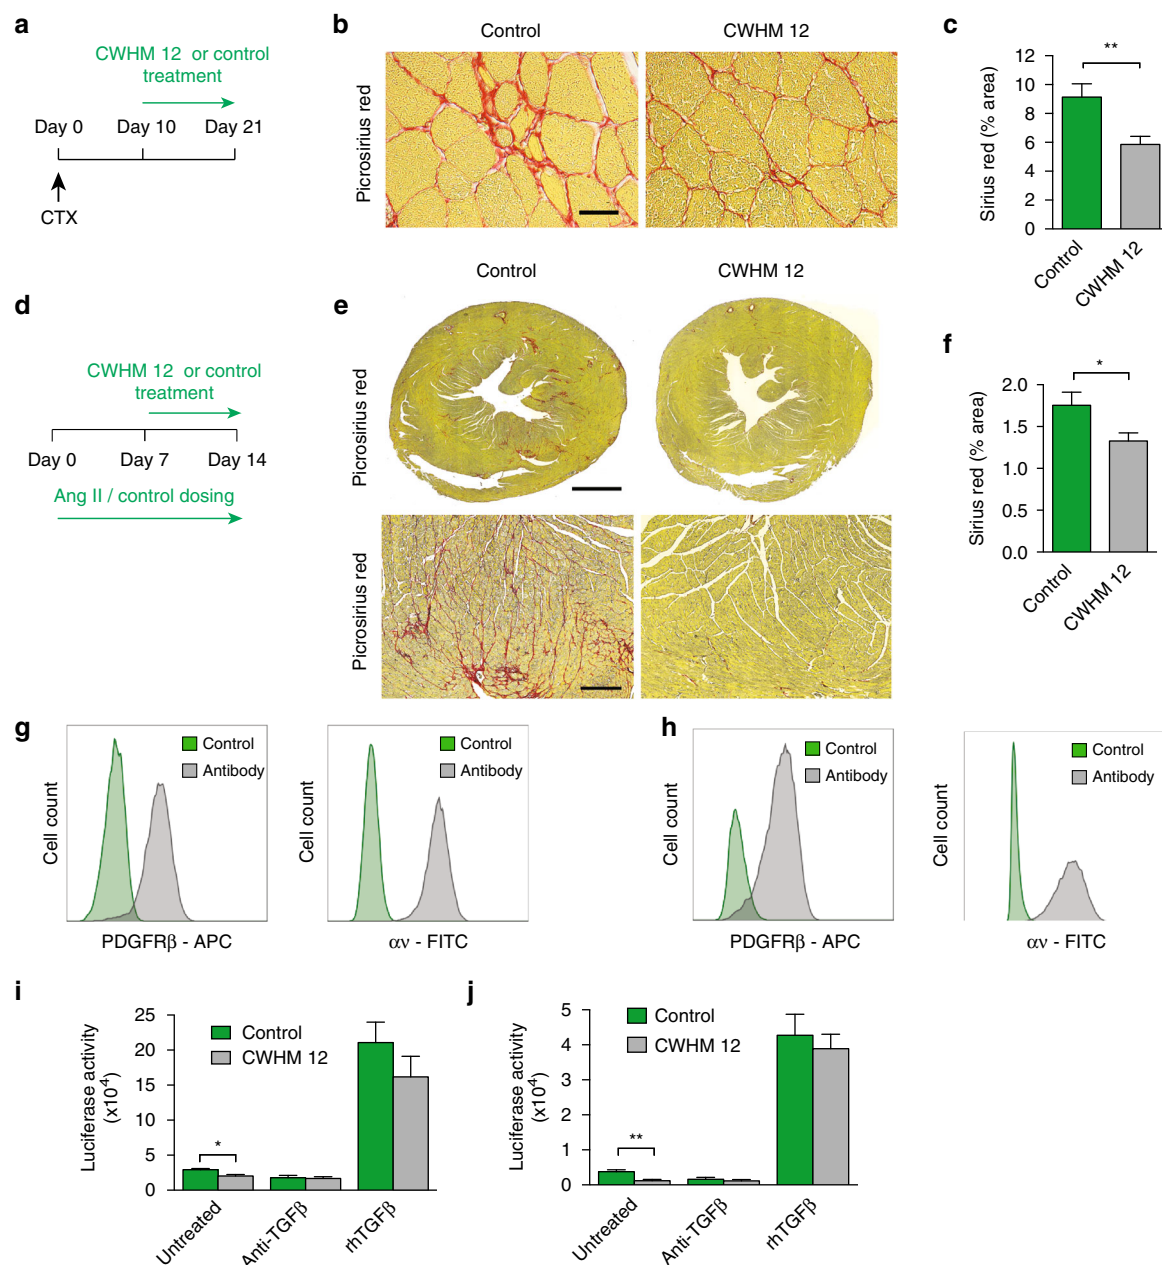 a
CWHM 12 or control
treatment
Day 0 Day 10 Day 21
CTX
b
Control CWHM 12
Picrosirius red
c
**
Sirius red (% area)
12
10
8
6
4
2
0
Control
CWHM 12
d
CWHM 12 or control
treatment
Day 0 Day 7 Day 14
Ang II / control dosing
e
Control CWHM 12
Picrosirius red
Picrosirius red
f
*
Sirius red (% area)
2.0
1.5
1.0
0.5
0.0
Control
CWHM 12
g
Cell count
Control
Antibody
PDGFRβ - APC
Cell count
Control
Antibody
αν - FITC
h
Cell count
Control
Antibody
PDGFRβ - APC
Cell count
Control
Antibody
αν - FITC
i
Luciferase activity
(x10⁴)
25
20
15
10
5
0
Control
CWHM 12
*
Untreated
Anti-TGFβ
rhTGFβ
j
Luciferase activity
(x10⁴)
5
4
3
2
1
0
Control
CWHM 12
**
Untreated
Anti-TGFβ
rhTGFβ